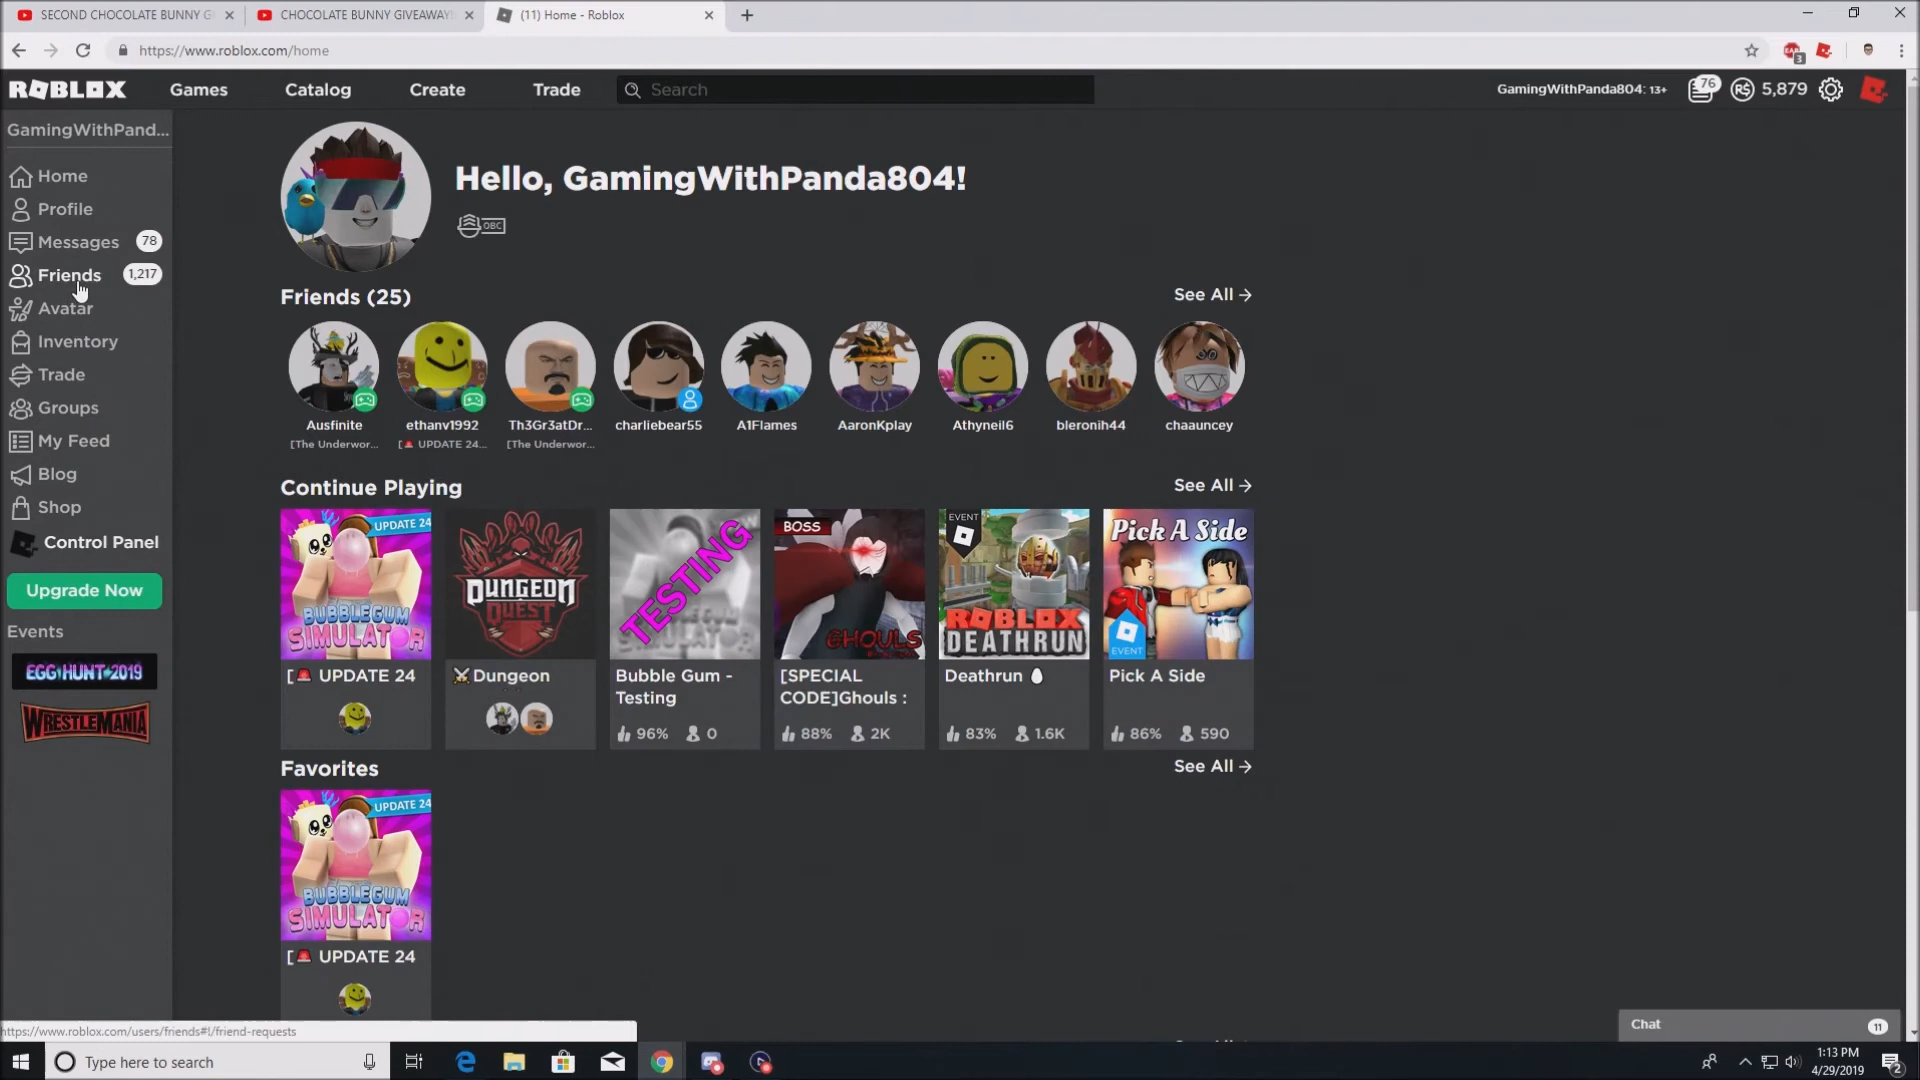 SECOND CHOCOLATE BUNNY G
CHOCOLATE BUNNY GIVEAWAY!
(11) Home - Roblox
https://www.roblox.com/home
3
ROBLOX
Games
Catalog
Create
Trade
Search
GamingWithPanda804: 13+
76
R$
5,879
GamingWithPand...
Home
Profile
Messages
78
Friends
1,217
Avatar
Inventory
Trade
Groups
My Feed
Blog
Shop
Control Panel
Upgrade Now
Events
EGG HUNT 2019
WRESTLEMANIA
Hello, GamingWithPanda804!
OBC
Friends (25)
See All →
Ausfinite
[The Underwor...
ethanv1992
[🚨 UPDATE 24...
Th3Gr3atDr...
[The Underwor...
charliebear55
A1Flames
AaronKplay
Athyneil6
bleronih44
chaauncey
Continue Playing
See All →
UPDATE 24
BUBBLEGUM
SIMULATOR
[🚨 UPDATE 24
DUNGEON
QUEST
⚔Dungeon
TESTING
Bubble Gum -
Testing
96%
0
BOSS
GHOULS
[SPECIAL
CODE]Ghouls :
88%
2K
EVENT
ROBLOX
DEATHRUN
Deathrun 🥚
83%
1.6K
Pick A Side
EVENT
Pick A Side
86%
590
Favorites
See All →
UPDATE 24
BUBBLEGUM
SIMULATOR
[🚨 UPDATE 24
https://www.roblox.com/users/friends#!/friend-requests
Chat
11
Type here to search
1:13 PM
4/29/2019
2